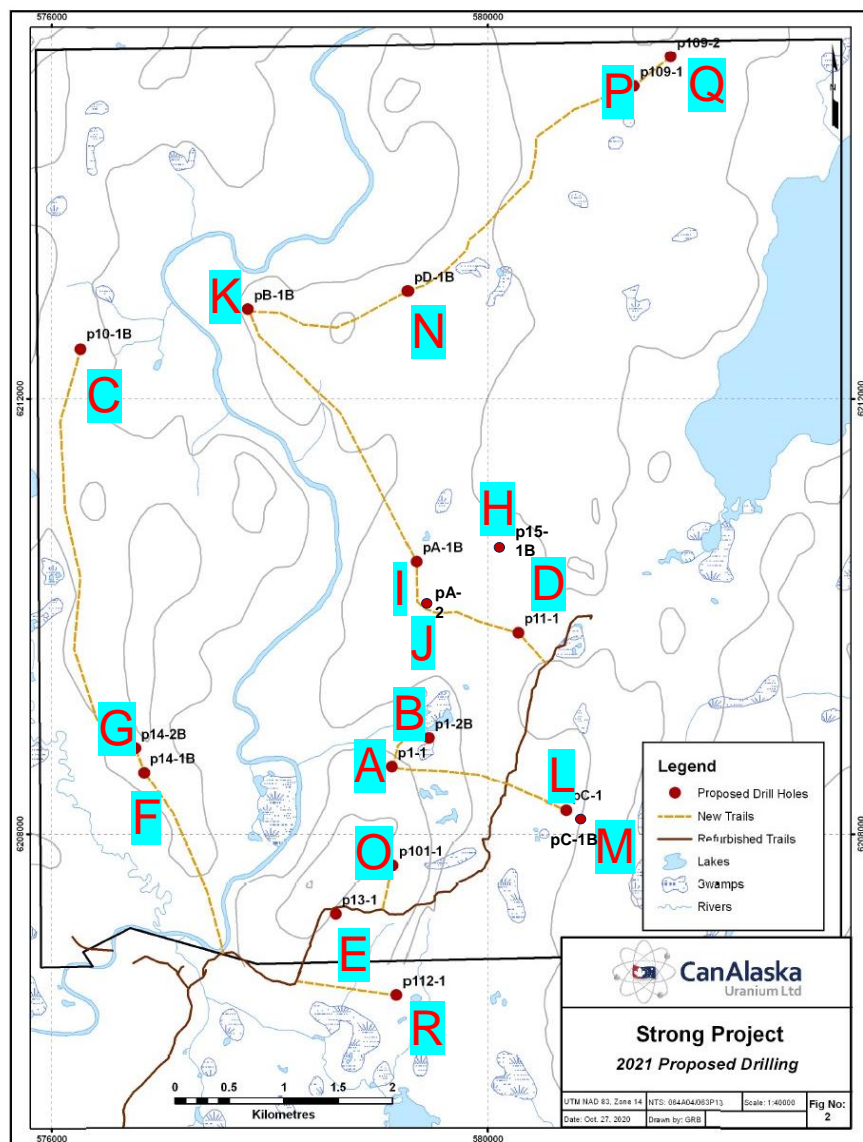 576000
580000
p109-2
p109-1
P
Q
K
pB-1B
pD-1B
N
p10-1B
C
6212000
6212000
H
p15-
1B
pA-1B
D
I
pA-
2
J
p11-1
G
p14-2B
p14-1B
F
B
p1-2B
A
p1-1
L
pC-1
pC-1B
M
O
p101-1
6208000
6208000
p13-1
E
p112-1
R
Legend
Proposed Drill Holes
New Trails
Refurbished Trails
Lakes
3wamps
Rivers
CanAlaska
Uranium Ltd
Strong Project
2021 Proposed Drilling
UTM NAD 83, Zone 14
NTS: 064A04/063P13
Scale: 1:40000
Fig No:
2
Date: Oct. 27, 2020
Drawn by: GRB
0 0.5 1 1.5 2
Kilometres
576000
580000